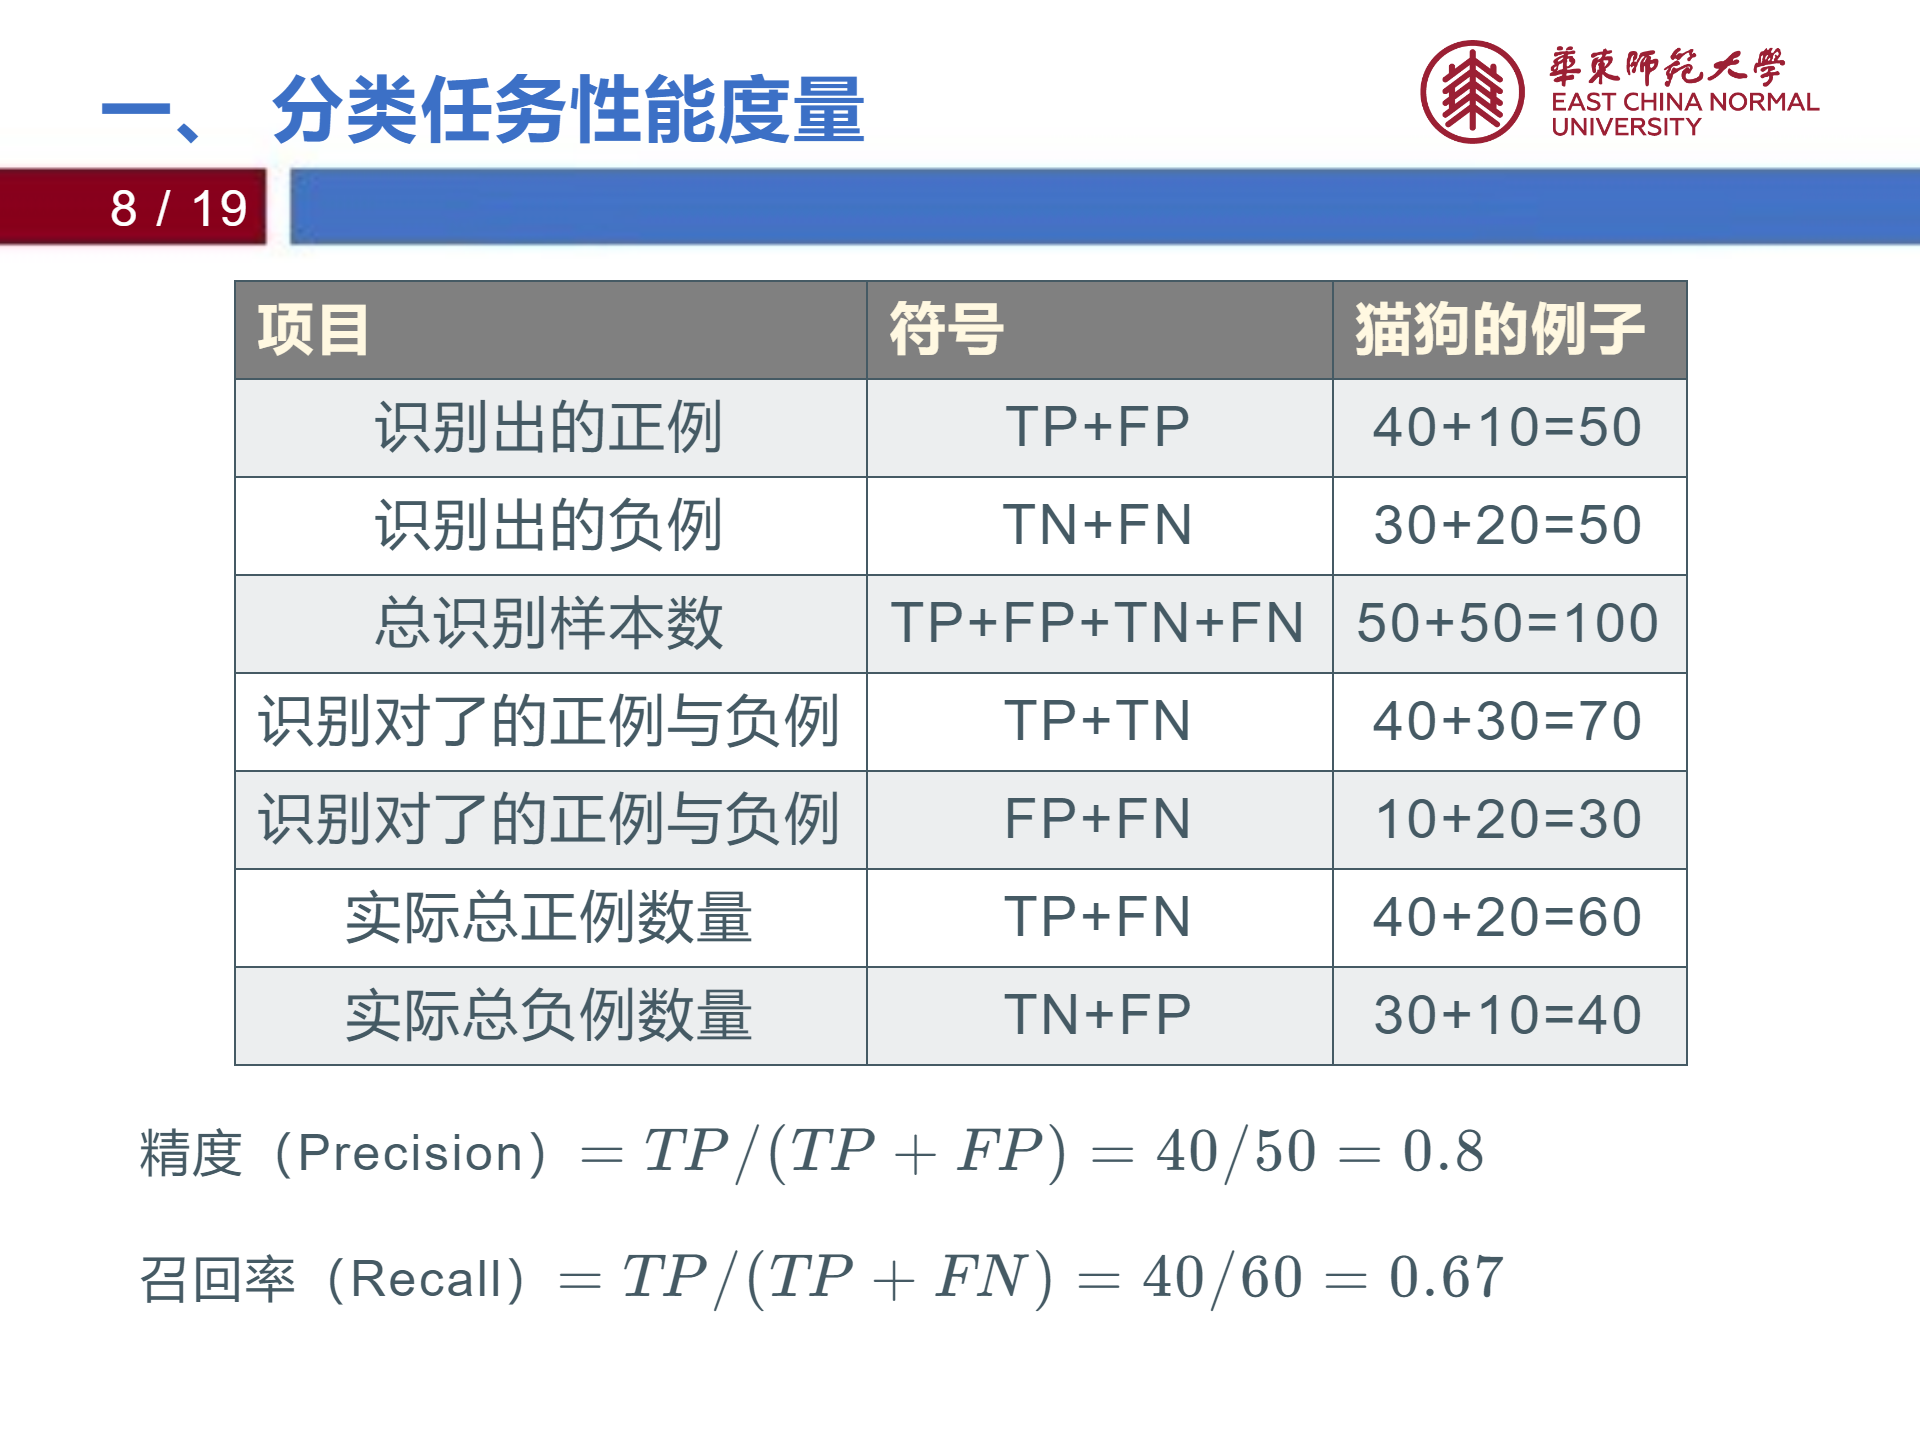 一、 分类任务性能度量
華東師範大學
EAST CHINA NORMAL
UNIVERSITY
8 / 19
项目 符号 猫狗的例子
识别出的正例 TP+FP 40+10=50
识别出的负例 TN+FN 30+20=50
总识别样本数 TP+FP+TN+FN 50+50=100
识别对了的正例与负例 TP+TN 40+30=70
识别对了的正例与负例 FP+FN 10+20=30
实际总正例数量 TP+FN 40+20=60
实际总负例数量 TN+FP 30+10=40
精度（Precision）= TP/(TP + FP) = 40/50 = 0.8
召回率（Recall）= TP/(TP + FN) = 40/60 = 0.67